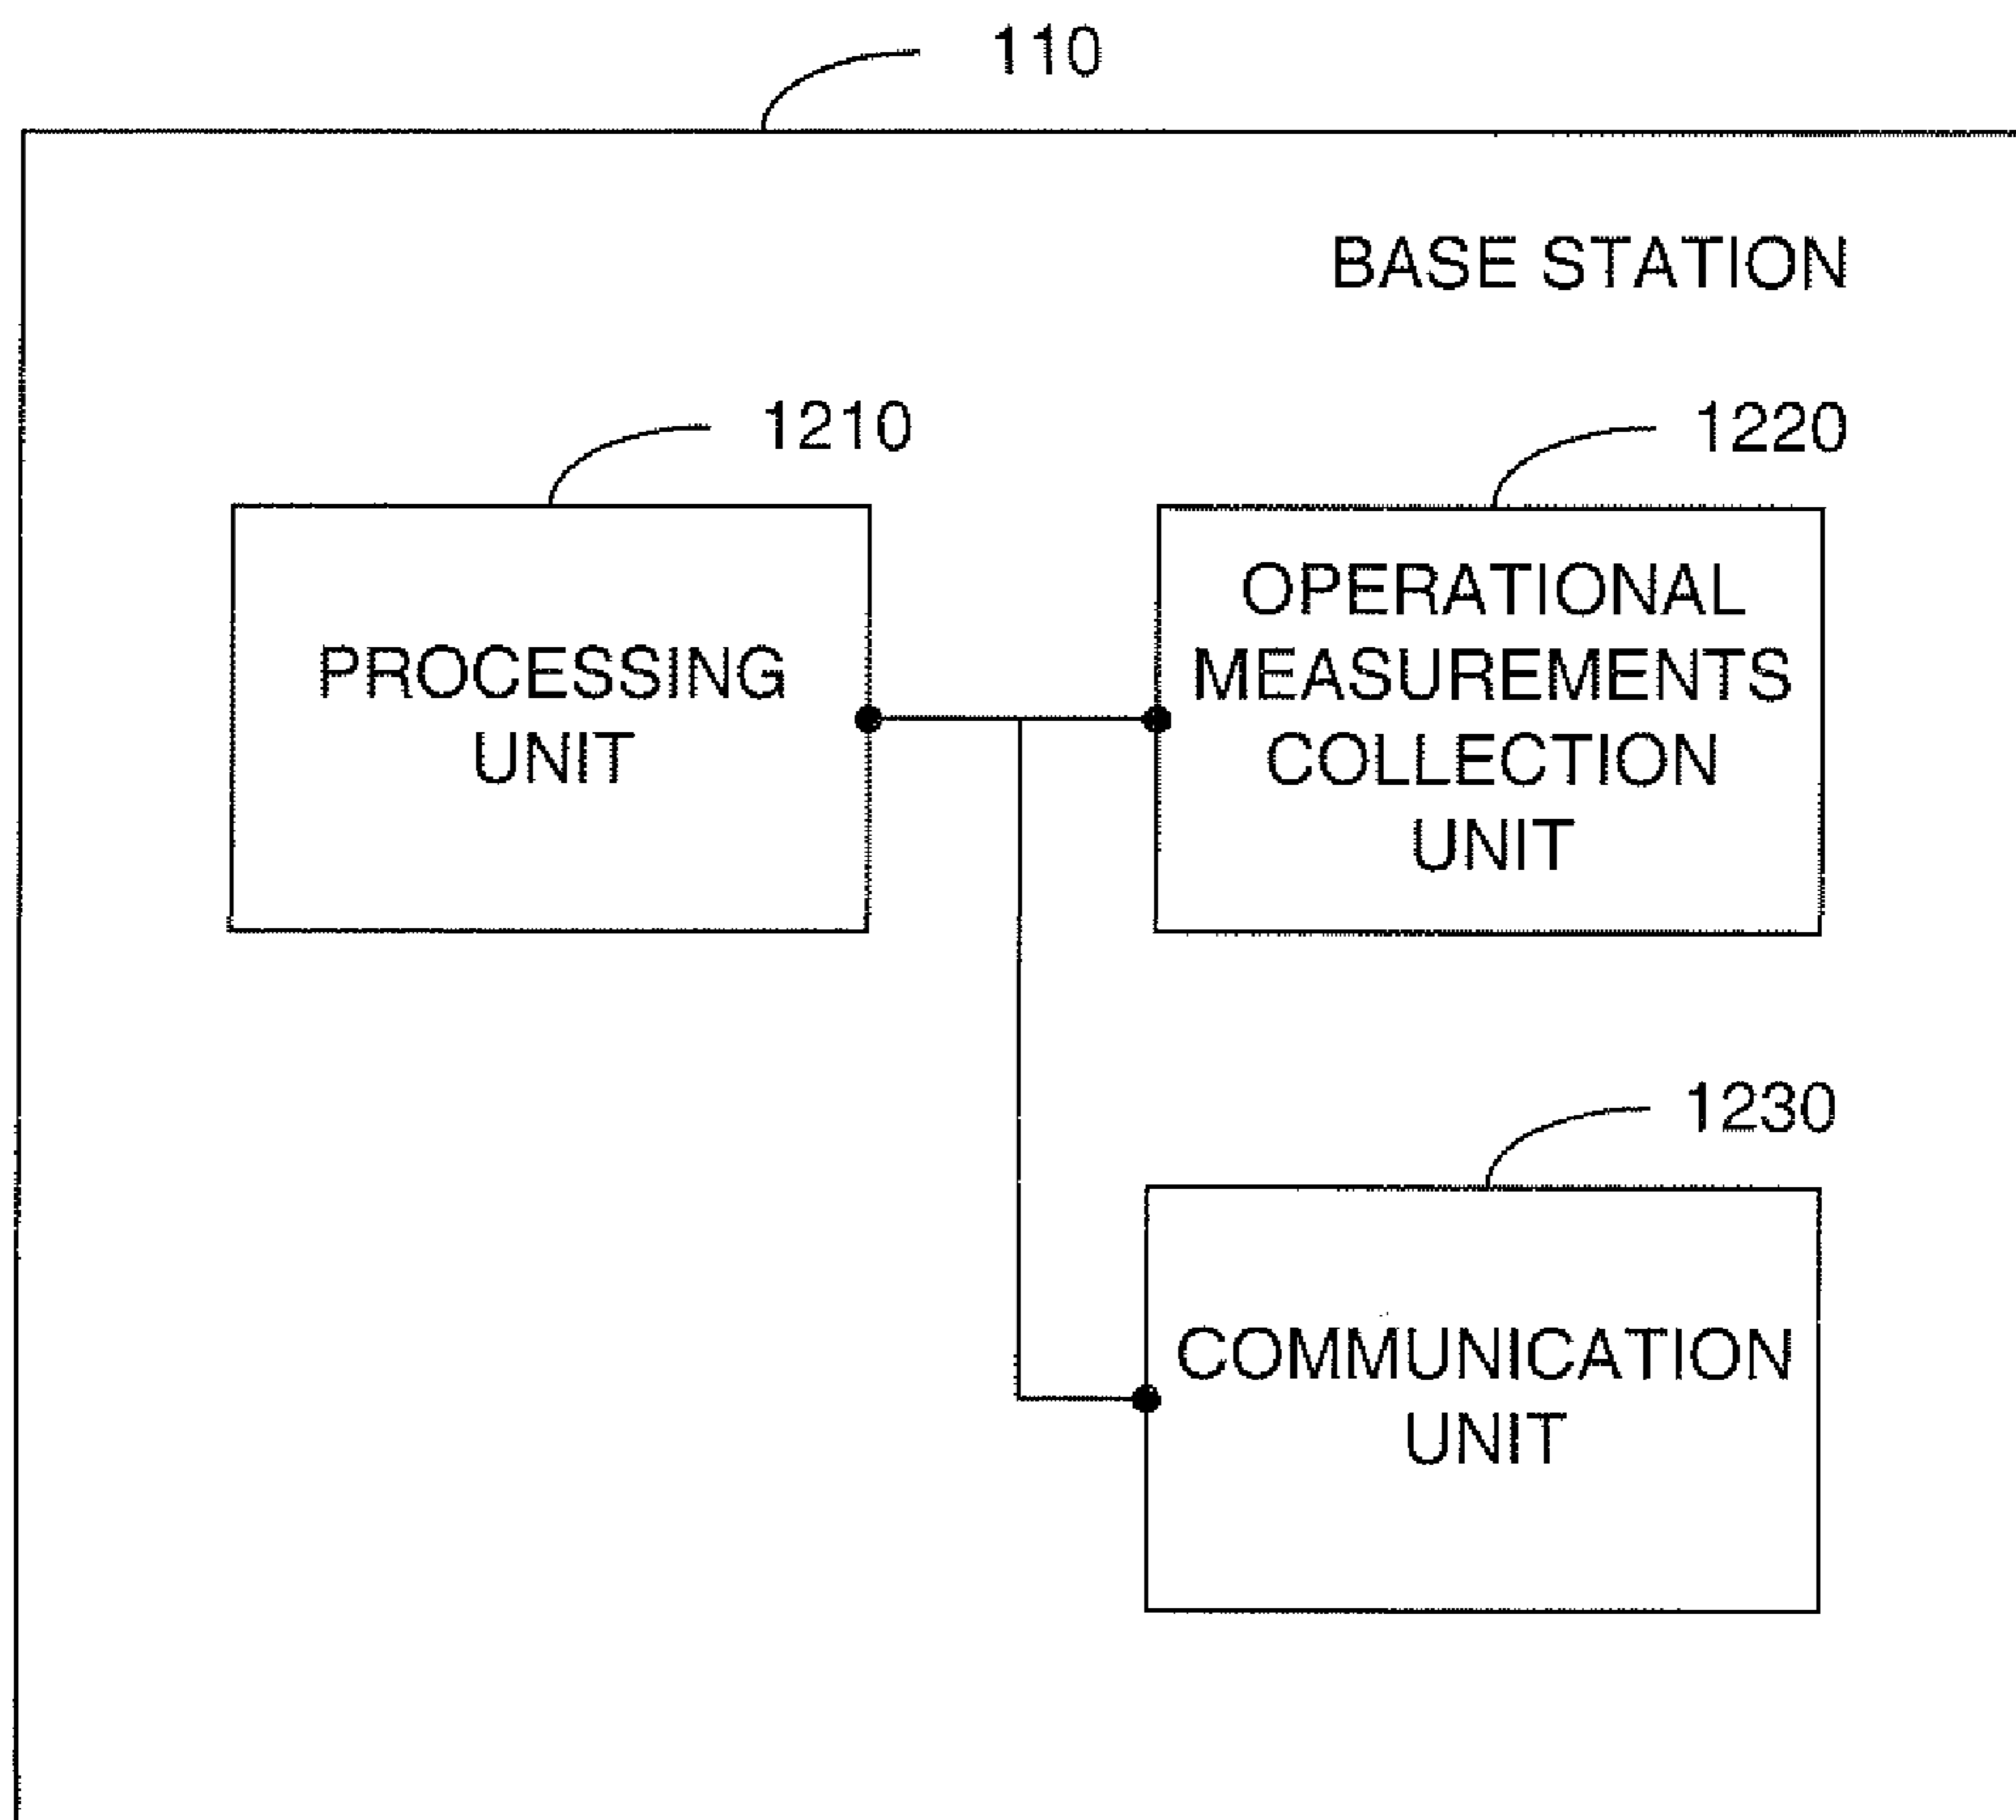 110
BASE STATION
1210
1220
PROCESSING
UNIT
OPERATIONAL
MEASUREMENTS
COLLECTION
UNIT
1230
COMMUNICATION
UNIT